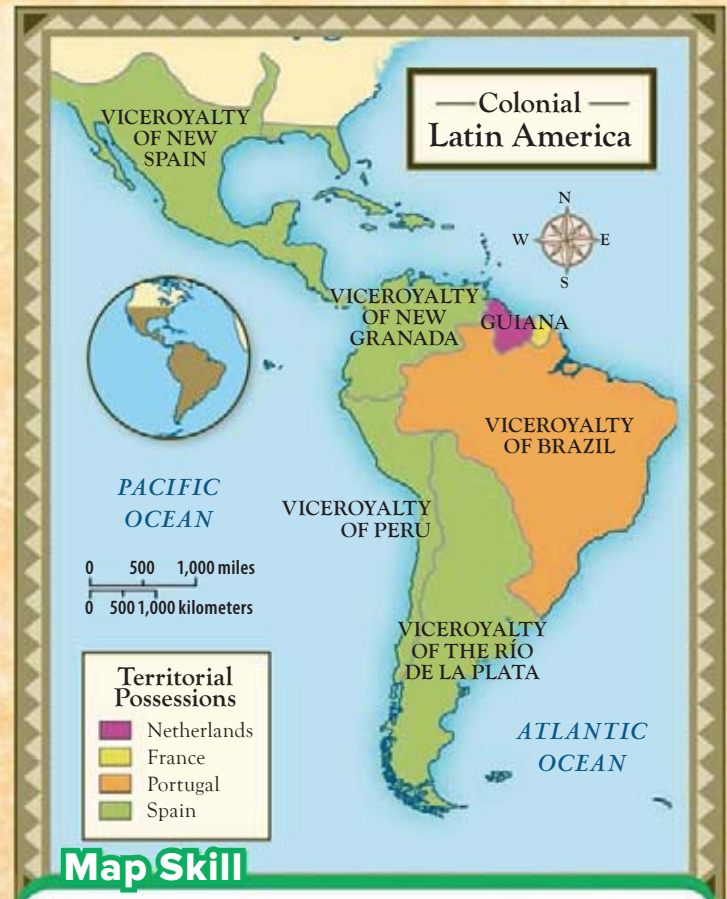 Colonial
Latin America
VICEROYALTY
OF NEW
SPAIN
N
W
E
S
VICEROYALTY
OF NEW
GRANADA
GUIANA
VICEROYALTY
OF BRAZIL
PACIFIC
OCEAN
VICEROYALTY
OF PERU
0 500 1,000 miles
0 500 1,000 kilometers
VICEROYALTY
OF THE RÍO
DE LA PLATA
Territorial
Possessions
Netherlands
France
Portugal
Spain
ATLANTIC
OCEAN
Map Skill